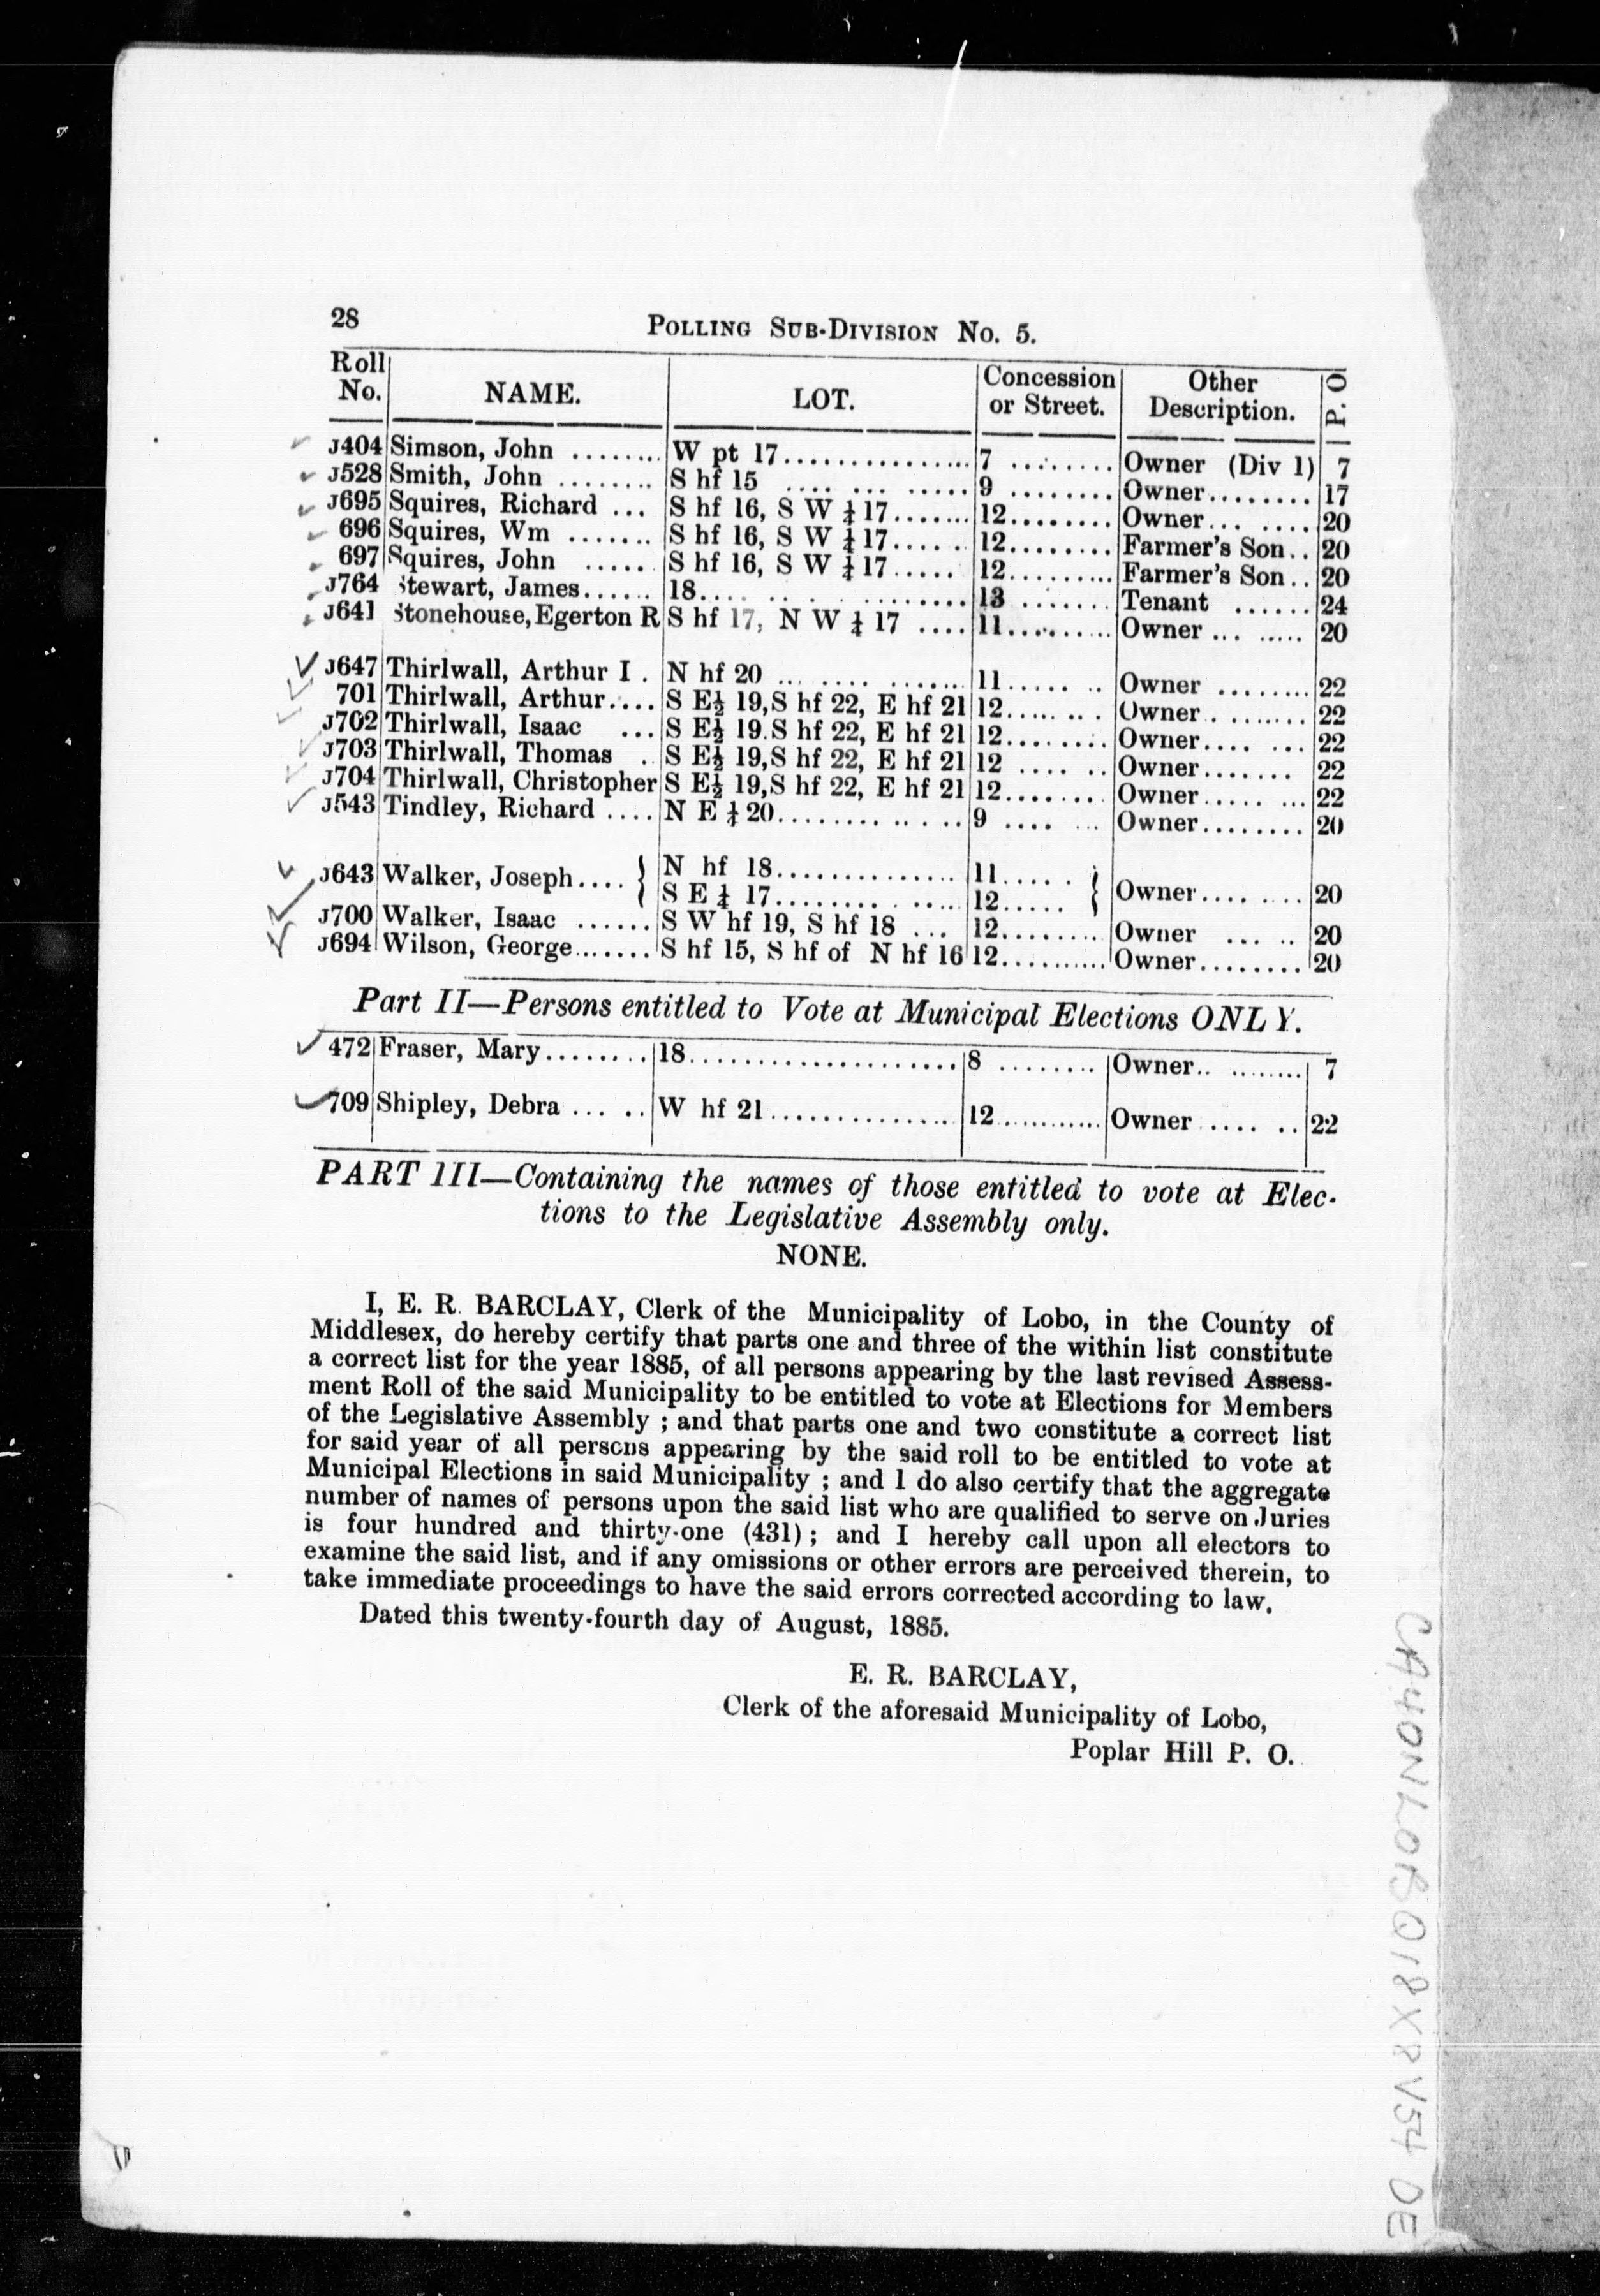 28
POLLING SUB-DIVISION No. 5.
Roll No. NAME. LOT. Concession or Street. Other Description. P. O
J404 Simson, John ........ W pt 17............... 7 ........ Owner (Div 1) 7
J528 Smith, John ........ S hf 15 .... ... ...... 9 ........ Owner........ 17
J695 Squires, Richard ... S hf 16, S W ¼ 17....... 12........ Owner... .... 20
696 Squires, Wm ....... S hf 16, S W ¼ 17...... 12........ Farmer's Son.. 20
697 Squires, John ..... S hf 16, S W ¼ 17..... 12.......... Farmer's Son.. 20
J764 Stewart, James...... 18.... .. . ......... 13 ....... Tenant ...... 24
J641 Stonehouse, Egerton R S hf 17, N W ¼ 17 .... 11.......... Owner ... ..... 20
J647 Thirlwall, Arthur I . N hf 20 ... ..... ....... 11...... .. Owner ........ 22
701 Thirlwall, Arthur.... S E½ 19,S hf 22, E hf 21 12..... ... . Owner.. ....... 22
J702 Thirlwall, Isaac ... S E½ 19.S hf 22, E hf 21 12........ Owner.... ... 22
J703 Thirlwall, Thomas . S E½ 19,S hf 22, E hf 21 12 .... .. Owner....... 22
J704 Thirlwall, Christopher S E½ 19,S hf 22, E hf 21 12........ Owner..... ... 22
J543 Tindley, Richard .... N E ¼ 20......... .. . .. 9 .... ... Owner........ 20
J643 Walker, Joseph.... } N hf 18.............. 11..... . } Owner.... .... 20
S E ¼ 17......... ..... 12.....
J700 Walker, Isaac ...... S W hf 19, S hf 18 ... 12........ Owner ... .. 20
J694 Wilson, George....... S hf 15, S hf of N hf 16 12.......... Owner........ 20
Part II—Persons entitled to Vote at Municipal Elections ONLY.
472 Fraser, Mary........ 18.................... 8 ........ Owner.. ......... 7
709 Shipley, Debra ... .. W hf 21.............. 12........... Owner .... .. 22
PART III—Containing the names of those entitled to vote at Elec-
tions to the Legislative Assembly only.
NONE.
I, E. R. BARCLAY, Clerk of the Municipality of Lobo, in the County of
Middlesex, do hereby certify that parts one and three of the within list constitute
a correct list for the year 1885, of all persons appearing by the last revised Assess-
ment Roll of the said Municipality to be entitled to vote at Elections for Members
of the Legislative Assembly ; and that parts one and two constitute a correct list
for said year of all persons appearing by the said roll to be entitled to vote at
Municipal Elections in said Municipality ; and I do also certify that the aggregate
number of names of persons upon the said list who are qualified to serve on Juries
is four hundred and thirty-one (431) ; and I hereby call upon all electors to
examine the said list, and if any omissions or other errors are perceived therein, to
take immediate proceedings to have the said errors corrected according to law.
Dated this twenty-fourth day of August, 1885.
E. R. BARCLAY,
Clerk of the aforesaid Municipality of Lobo,
Poplar Hill P. O.
CA4ONLOB018X8V54 DE